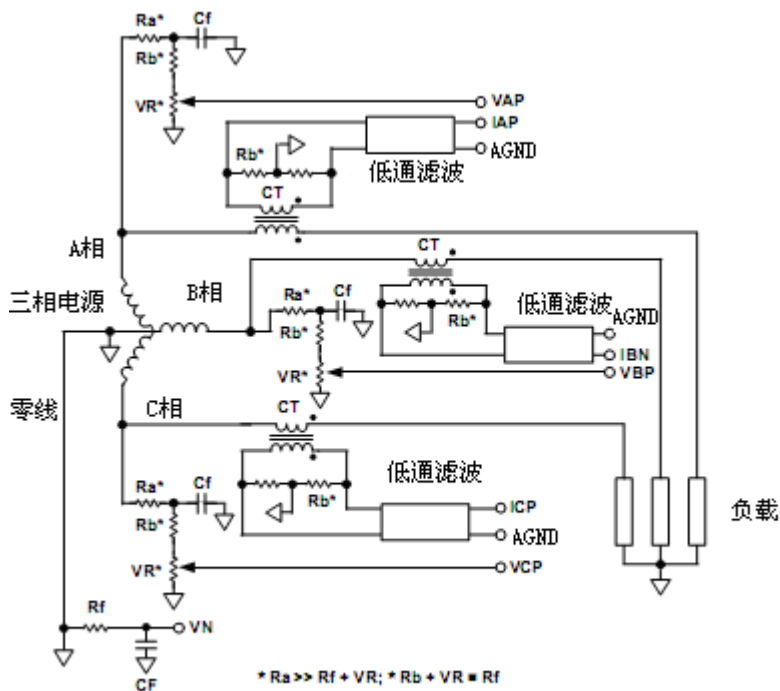 Ra*
Cf
Rb*
VR*
VAP
IAP
AGND
Rb*
低通滤波
CT
A相
CT
B相
三相电源
Ra*
Cf
低通滤波
AGND
Rb*
Rb*
IBN
VR*
VBP
零线
C相
CT
低通滤波
Ra*
Cf
Rb*
ICP
负载
Rb*
AGND
VR*
VCP
Rf
VN
CF
* Ra >> Rf + VR; * Rb + VR = Rf